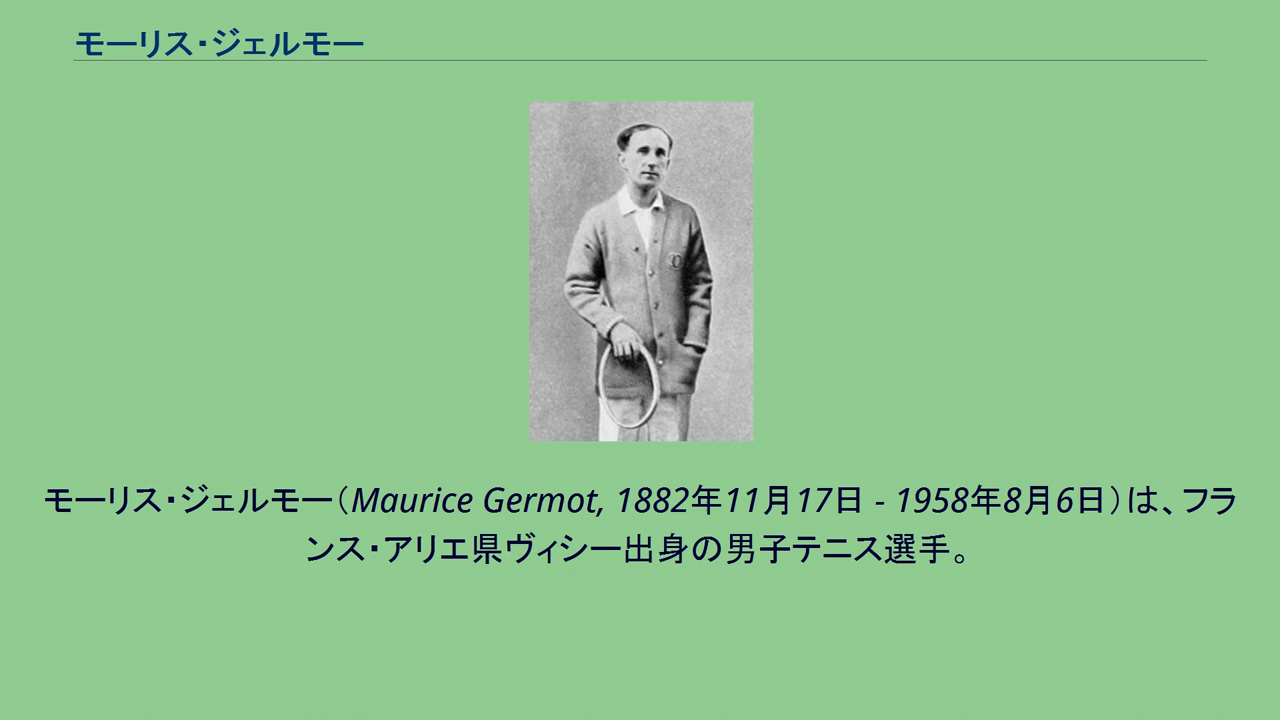 モーリス・ジェルモー
モーリス・ジェルモー（Maurice Germot, 1882年11月17日 - 1958年8月6日）は、フラ
ンス・アリエ県ヴィシー出身の男子テニス選手。